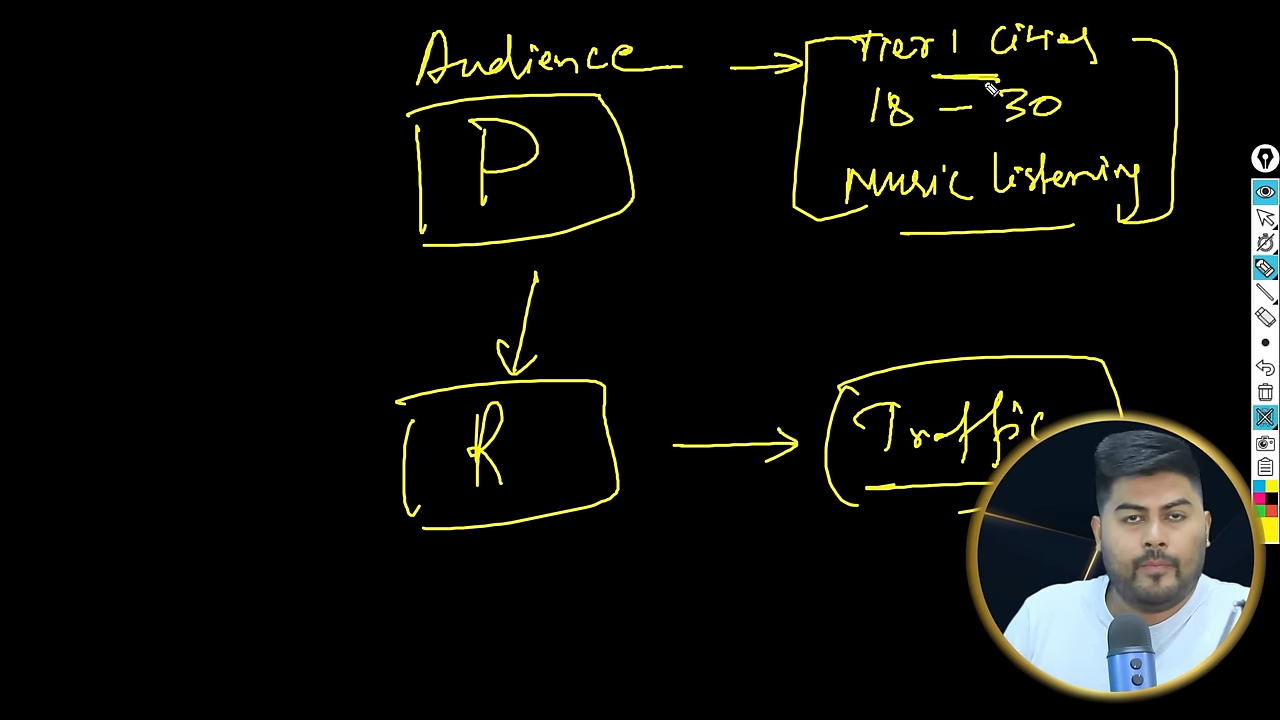 Audience
Tier 1 Cities
18 – 30
P
Music listening
R
Traffic